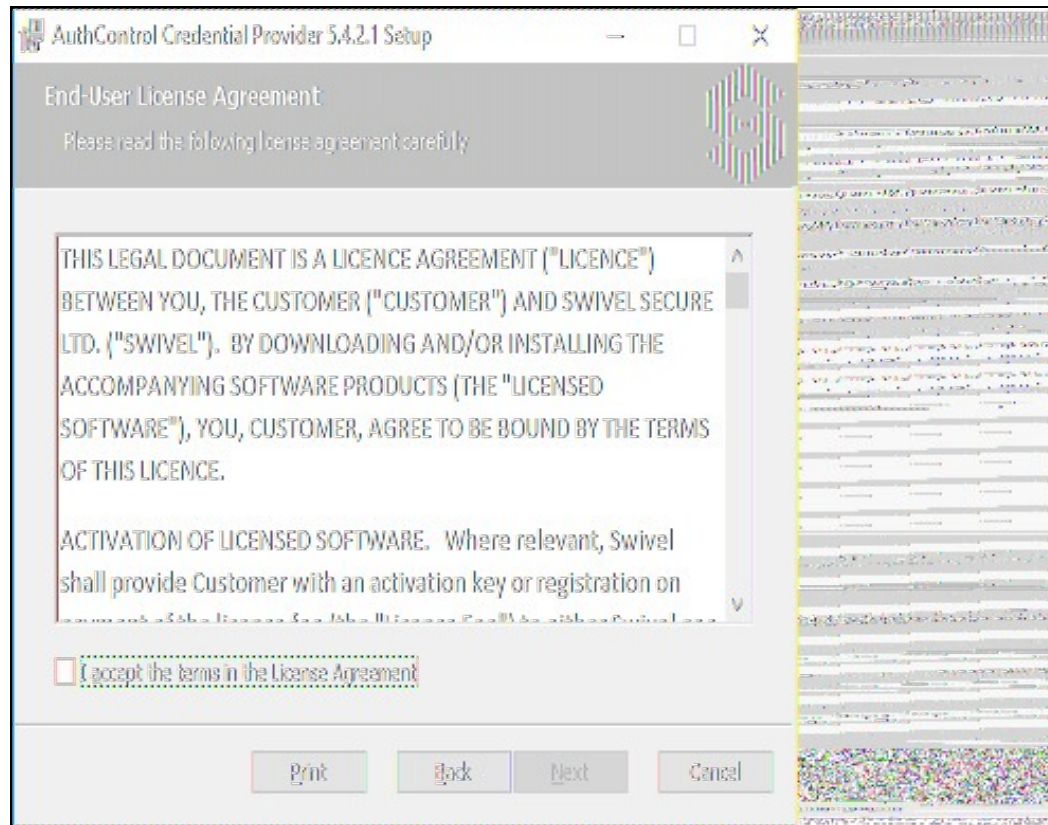 AuthControl Credential Provider 5.4.2.1 Setup
End-User License Agreement
Please read the following license agreement carefully
THIS LEGAL DOCUMENT IS A LICENCE AGREEMENT ("LICENCE")
BETWEEN YOU, THE CUSTOMER ("CUSTOMER") AND SWIVEL SECURE
LTD. ("SWIVEL").  BY DOWNLOADING AND/OR INSTALLING THE
ACCOMPANYING SOFTWARE PRODUCTS (THE "LICENSED
SOFTWARE"), YOU, CUSTOMER, AGREE TO BE BOUND BY THE TERMS
OF THIS LICENCE.
ACTIVATION OF LICENSED SOFTWARE.   Where relevant, Swivel
shall provide Customer with an activation key or registration on
I accept the terms in the License Agreement
Print Back Next Cancel